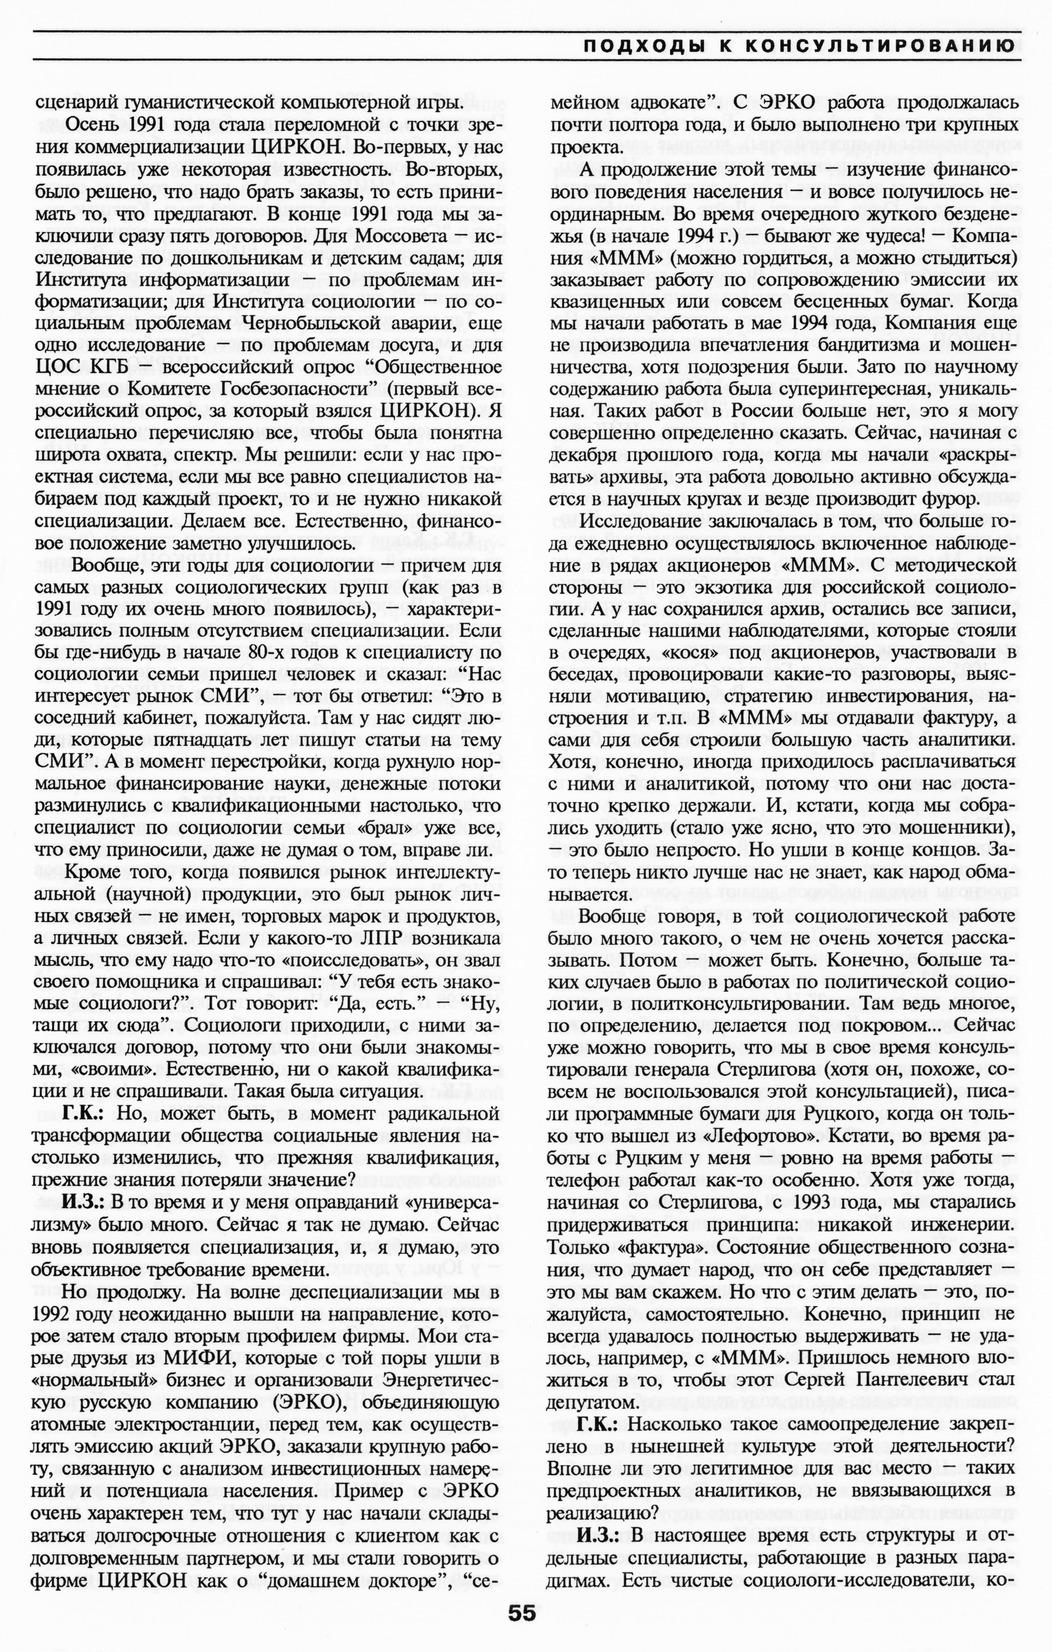 ПОДХОДЫ К КОНСУЛЬТИРОВАНИЮ
сценарий гуманистической компьютерной игры.
Осень 1991 года стала переломной с точки зре-
ния коммерциализации ЦИРКОН. Во-первых, у нас
появилась уже некоторая известность. Во-вторых,
было решено, что надо брать заказы, то есть прини-
мать то, что предлагают. В конце 1991 года мы за-
ключили сразу пять договоров. Для Моссовета — ис-
следование по дошкольникам и детским садам; для
Института информатизации — по проблемам ин-
форматизации; для Института социологии — по со-
циальным проблемам Чернобыльской аварии, еще
одно исследование — по проблемам досуга, и для
ЦОС КГБ — всероссийский опрос “Общественное
мнение о Комитете Госбезопасности” (первый все-
российский опрос, за который взялся ЦИРКОН). Я
специально перечисляю все, чтобы была понятна
широта охвата, спектр. Мы решили: если у нас про-
ектная система, если мы все равно специалистов на-
бираем под каждый проект, то и не нужно никакой
специализации. Делаем все. Естественно, финансо-
вое положение заметно улучшилось.
Вообще, эти годы для социологии — причем для
самых разных социологических групп (как раз в
1991 году их очень много появилось), — характери-
зовались полным отсутствием специализации. Если
бы где-нибудь в начале 80-х годов к специалисту по
социологии семьи пришел человек и сказал: “Нас
интересует рынок СМИ”, — тот бы ответил: “Это в
соседний кабинет, пожалуйста. Там у нас сидят лю-
ди, которые пятнадцать лет пишут статьи на тему
СМИ”. А в момент перестройки, когда рухнуло нор-
мальное финансирование науки, денежные потоки
разминулись с квалификационными настолько, что
специалист по социологии семьи «брал» уже все,
что ему приносили, даже не думая о том, вправе ли.
Кроме того, когда появился рынок интеллекту-
альной (научной) продукции, это был рынок лич-
ных связей — не имен, торговых марок и продуктов,
а личных связей. Если у какого-то ЛПР возникала
мысль, что ему надо что-то «поисследовать», он звал
своего помощника и спрашивал: “У тебя есть знако-
мые социологи?”. Тот говорит: “Да, есть.” — “Ну,
тащи их сюда”. Социологи приходили, с ними за-
ключался договор, потому что они были знакомы-
ми, «своими». Естественно, ни о какой квалифика-
ции и не спрашивали. Такая была ситуация.
Г.К.: Но, может быть, в момент радикальной
трансформации общества социальные явления на-
столько изменились, что прежняя квалификация,
прежние знания потеряли значение?
И.З.: В то время и у меня оправданий «универса-
лизму» было много. Сейчас я так не думаю. Сейчас
вновь появляется специализация, и, я думаю, это
объективное требование времени.
Но продолжу. На волне деспециализации мы в
1992 году неожиданно вышли на направление, кото-
рое затем стало вторым профилем фирмы. Мои ста-
рые друзья из МИФИ, которые с той поры ушли в
«нормальный» бизнес и организовали Энергетичес-
кую русскую компанию (ЭРКО), объединяющую
атомные электростанции, перед тем, как осуществ-
лять эмиссию акций ЭРКО, заказали крупную рабо-
ту, связанную с анализом инвестиционных намере-
ний и потенциала населения. Пример с ЭРКО
очень характерен тем, что тут у нас начали склады-
ваться долгосрочные отношения с клиентом как с
долговременным партнером, и мы стали говорить о
фирме ЦИРКОН как о “домашнем докторе”, “се-
мейном адвокате”. С ЭРКО работа продолжалась
почти полтора года, и было выполнено три крупных
проекта.
А продолжение этой темы — изучение финансо-
вого поведения населения — и вовсе получилось не-
ординарным. Во время очередного жуткого бездене-
жья (в начале 1994 г.) — бывают же чудеса! — Компа-
ния «МММ» (можно гордиться, а можно стыдиться)
заказывает работу по сопровождению эмиссии их
квазиценных или совсем бесценных бумаг. Когда
мы начали работать в мае 1994 года, Компания еще
не производила впечатления бандитизма и мошен-
ничества, хотя подозрения были. Зато по научному
содержанию работа была суперинтересная, уникаль-
ная. Таких работ в России больше нет, это я могу
совершенно определенно сказать. Сейчас, начиная с
декабря прошлого года, когда мы начали «раскры-
вать» архивы, эта работа довольно активно обсужда-
ется в научных кругах и везде производит фурор.
Исследование заключалась в том, что больше го-
да ежедневно осуществлялось включенное наблюде-
ние в рядах акционеров «МММ». С методической
стороны — это экзотика для российской социоло-
гии. А у нас сохранился архив, остались все записи,
сделанные нашими наблюдателями, которые стояли
в очередях, «кося» под акционеров, участвовали в
беседах, провоцировали какие-то разговоры, выяс-
няли мотивацию, стратегию инвестирования, на-
строения и т.п. В «МММ» мы отдавали фактуру, а
сами для себя строили большую часть аналитики.
Хотя, конечно, иногда приходилось расплачиваться
с ними и аналитикой, потому что они нас доста-
точно крепко держали. И, кстати, когда мы собра-
лись уходить (стало уже ясно, что это мошенники),
— это было непросто. Но ушли в конце концов. За-
то теперь никто лучше нас не знает, как народ обма-
нывается.
Вообще говоря, в той социологической работе
было много такого, о чем не очень хочется расска-
зывать. Потом — может быть. Конечно, больше та-
ких случаев было в работах по политической социо-
логии, в политконсультировании. Там ведь многое,
по определению, делается под покровом... Сейчас
уже можно говорить, что мы в свое время консуль-
тировали генерала Стерлигова (хотя он, похоже, со-
всем не воспользовался этой консультацией), писа-
ли программные бумаги для Руцкого, когда он толь-
ко что вышел из «Лефортово». Кстати, во время ра-
боты с Руцким у меня — ровно на время работы —
телефон работал как-то особенно. Хотя уже тогда,
начиная со Стерлигова, с 1993 года, мы старались
придерживаться принципа: никакой инженерии.
Только «фактура». Состояние общественного созна-
ния, что думает народ, что он себе представляет —
это мы вам скажем. Но что с этим делать — это, по-
жалуйста, самостоятельно. Конечно, принцип не
всегда удавалось полностью выдерживать — не уда-
лось, например, с «МММ». Пришлось немного вло-
житься в то, чтобы этот Сергей Пантелеевич стал
депутатом.
Г.К.: Насколько такое самоопределение закреп-
лено в нынешней культуре этой деятельности?
Вполне ли это легитимное для вас место — таких
предпроектных аналитиков, не ввязывающихся в
реализацию?
И.З.: В настоящее время есть структуры и от-
дельные специалисты, работающие в разных пара-
дигмах. Есть чистые социологи-исследователи, ко-
55